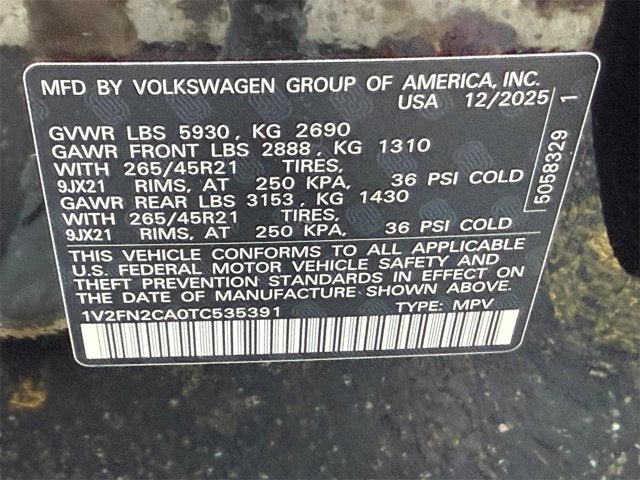 MFD BY VOLKSWAGEN GROUP OF AMERICA, INC.
USA 12/2025
GVWR LBS 5930, KG 2690
GAWR FRONT LBS 2888, KG 1310
WITH 265/45R21 TIRES,
9JX21 RIMS, AT 250 KPA, 36 PSI COLD
GAWR REAR LBS 3153, KG 1430
WITH 265/45R21 TIRES,
9JX21 RIMS, AT 250 KPA, 36 PSI COLD
THIS VEHICLE CONFORMS TO ALL APPLICABLE
U.S. FEDERAL MOTOR VEHICLE SAFETY AND
THEFT PREVENTION STANDARDS IN EFFECT ON
THE DATE OF MANUFACTURE SHOWN ABOVE.
1V2FN2CA0TC535391 TYPE: MPV
5058329 1